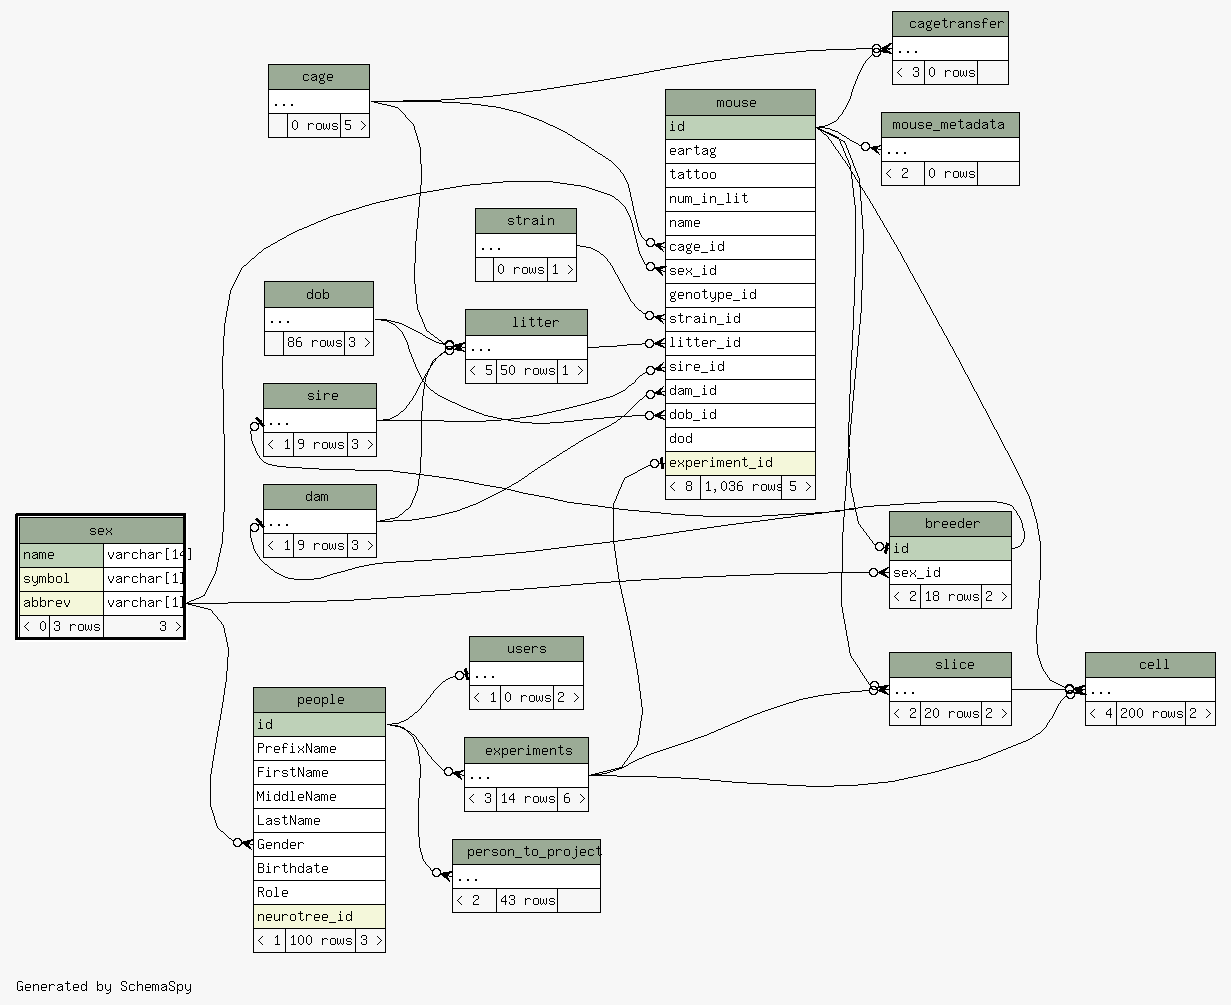 cagetransfer
...
< 3 0 rows
cage
...
0 rows 5 >
mouse
id
eartag
tattoo
num_in_lit
name
cage_id
sex_id
genotype_id
strain_id
litter_id
sire_id
dam_id
dob_id
dod
experiment_id
< 8 1,036 rows 5 >
mouse_metadata
...
< 2 0 rows
strain
...
0 rows 1 >
dob
...
86 rows 3 >
litter
...
< 5 50 rows 1 >
sire
...
< 1 9 rows 3 >
dam
...
< 1 9 rows 3 >
sex
name varchar[14]
symbol varchar[1]
abbrev varchar[1]
< 0 3 rows 3 >
breeder
id
sex_id
< 2 18 rows 2 >
users
...
< 1 0 rows 2 >
slice
...
< 2 20 rows 2 >
cell
...
< 4 200 rows 2 >
people
id
PrefixName
FirstName
MiddleName
LastName
Gender
Birthdate
Role
neurotree_id
< 1 100 rows 3 >
experiments
...
< 3 14 rows 6 >
person_to_project
...
< 2 43 rows
Generated by SchemaSpy